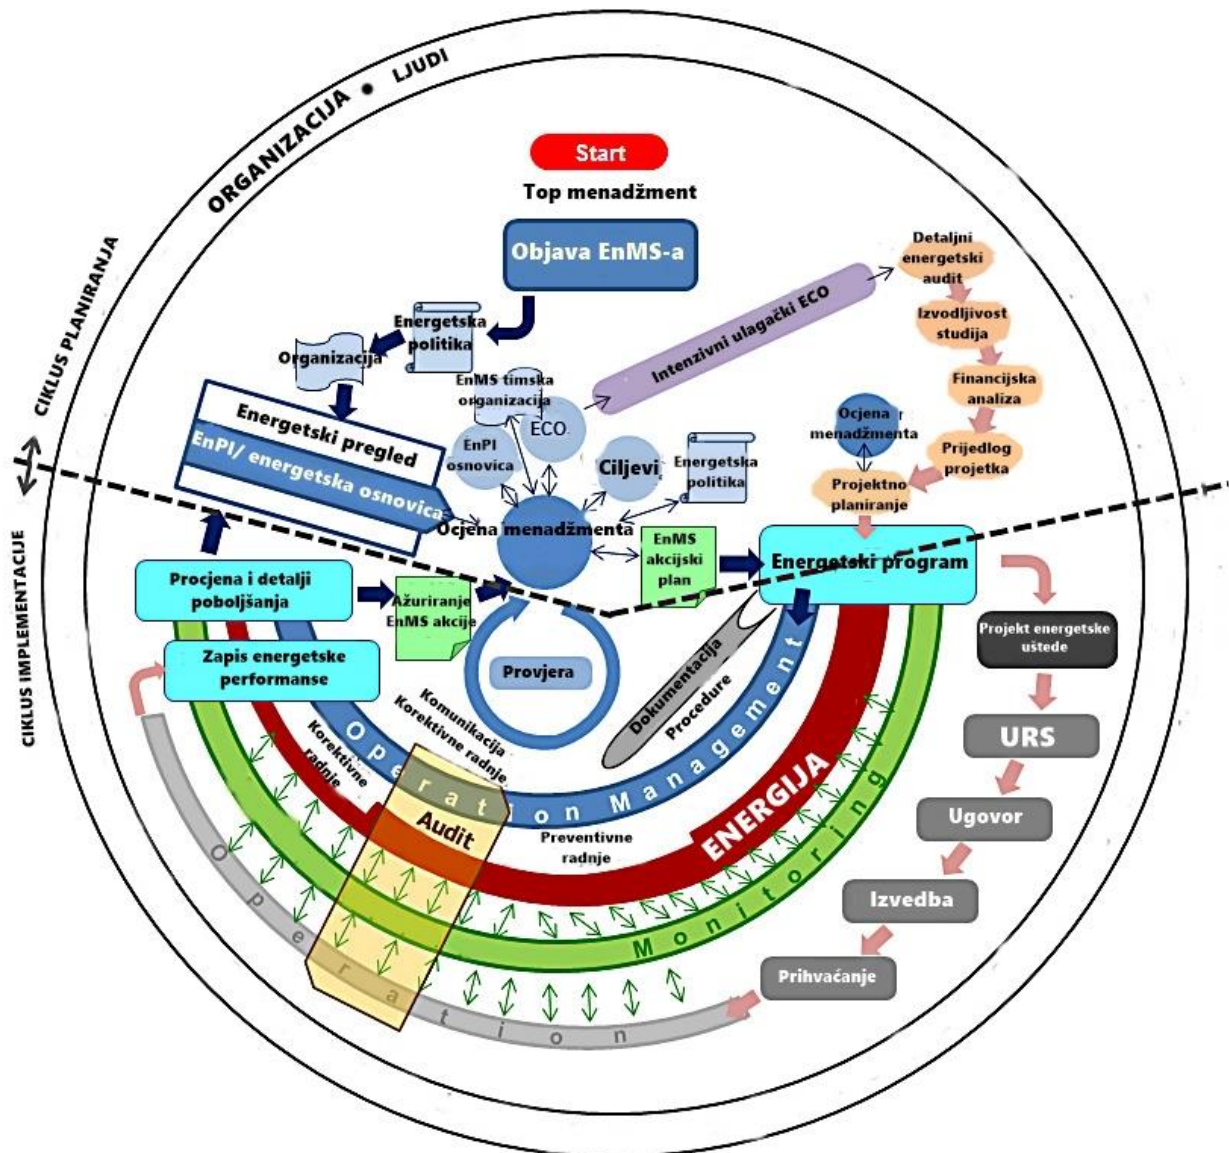 ORGANIZACIJA • LJUDI
CIKLUS PLANIRANJA
CIKLUS IMPLEMENTACIJE
Start
Top menadžment
Objava EnMS-a
Energetska
politika
Organizacija
Energetski pregled
EnPI/ energetska osnovica
EnMS timska
organizacija
ECO
EnPI
osnovica
Ciljevi
Energetska
politika
Ocjena menadžmenta
Intenzivni ulagački ECO
Detaljni
energetski
audit
Izvodljivost
studija
Financijska
analiza
Prijedlog
projetka
Ocjena
menadžmenta
Projektno
planiranje
EnMS
akcijski
plan
Energetski program
Procjena i detalji
poboljšanja
Ažuriranje
EnMS akcije
Zapis energetske
performanse
Provjera
Dokumentacija
Procedure
Komunikacija
Korektivne radnje
Korektivne
radnje
Operation Management
Audit
Preventivne
radnje
ENERGIJA
Monitoring
Operation
Projekt energetske
uštede
URS
Ugovor
Izvedba
Prihvaćanje